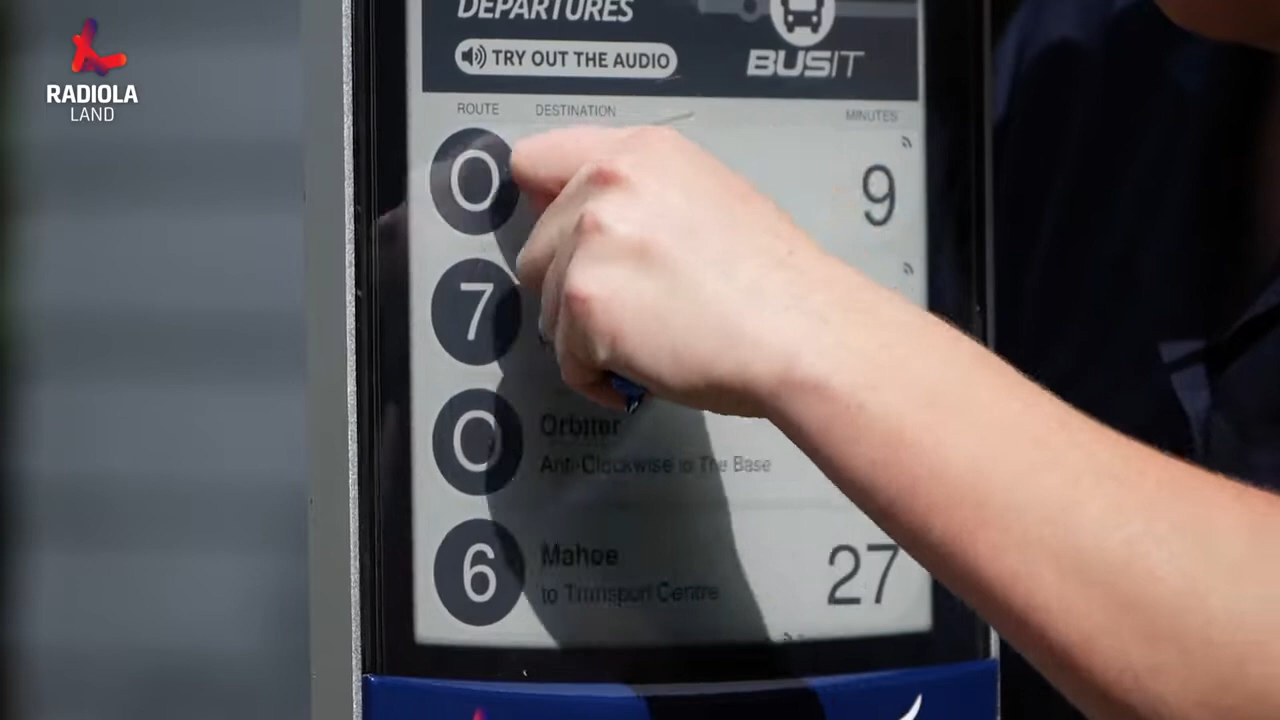 RADIOLA
LAND
DEPARTURES
TRY OUT THE AUDIO
BUSIT
ROUTE DESTINATION MINUTES
O 9
7
O Orbiter
Anti-Clockwise to The Base
6 Mahoe 27
to Transport Centre